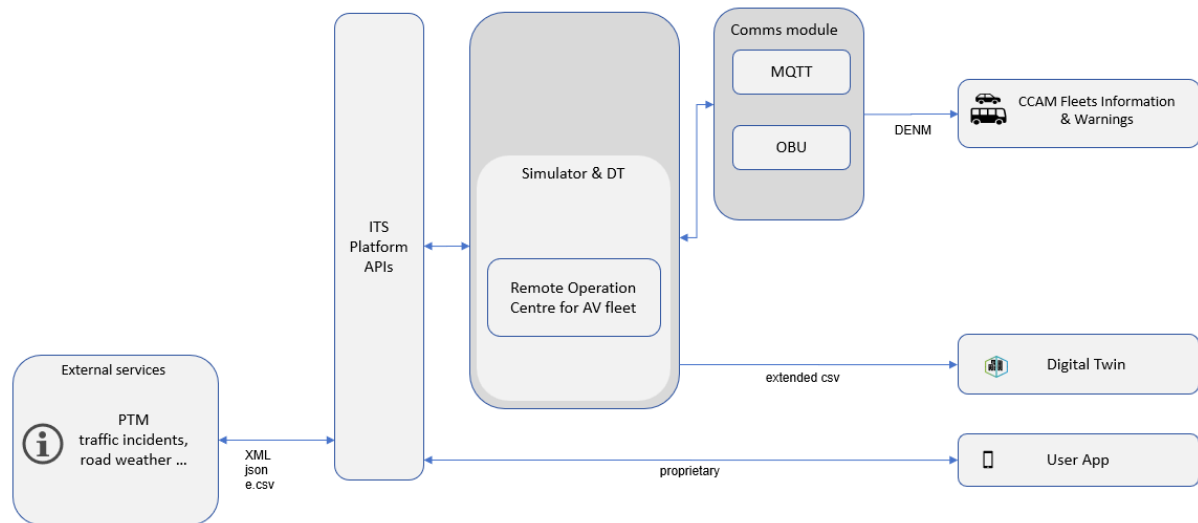 Comms module
MQTT
OBU
DENM
CCAM Fleets Information
& Warnings
Simulator & DT
Remote Operation
Centre for AV fleet
ITS
Platform
APIs
External services
PTM
traffic incidents,
road weather ...
XML
json
e.csv
extended csv
Digital Twin
proprietary
User App